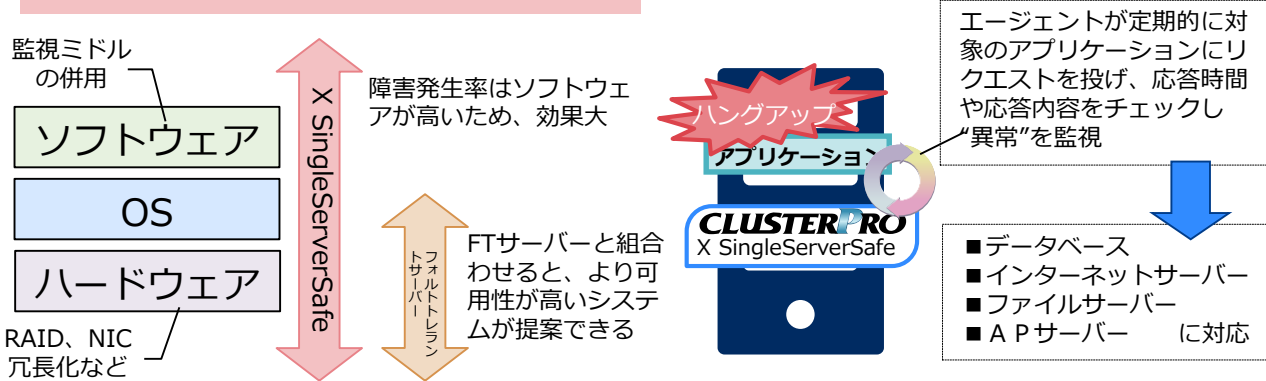 監視ミドル
の併用
ソフトウェア
OS
ハードウェア
RAID、NIC
冗長化など
X SingleServerSafe
障害発生率はソフトウェ
アが高いため、効果大
フォルトトレラン
トサーバー
FTサーバーと組合
わせると、より可
用性が高いシステ
ムが提案できる
ハングアップ
アプリケーション
CLUSTERPRO
X SingleServerSafe
エージェントが定期的に対
象のアプリケーションにリ
クエストを投げ、応答時間
や応答内容をチェックし
“異常”を監視
■データベース
■インターネットサーバー
■ファイルサーバー
■ＡＰサーバー　　に対応